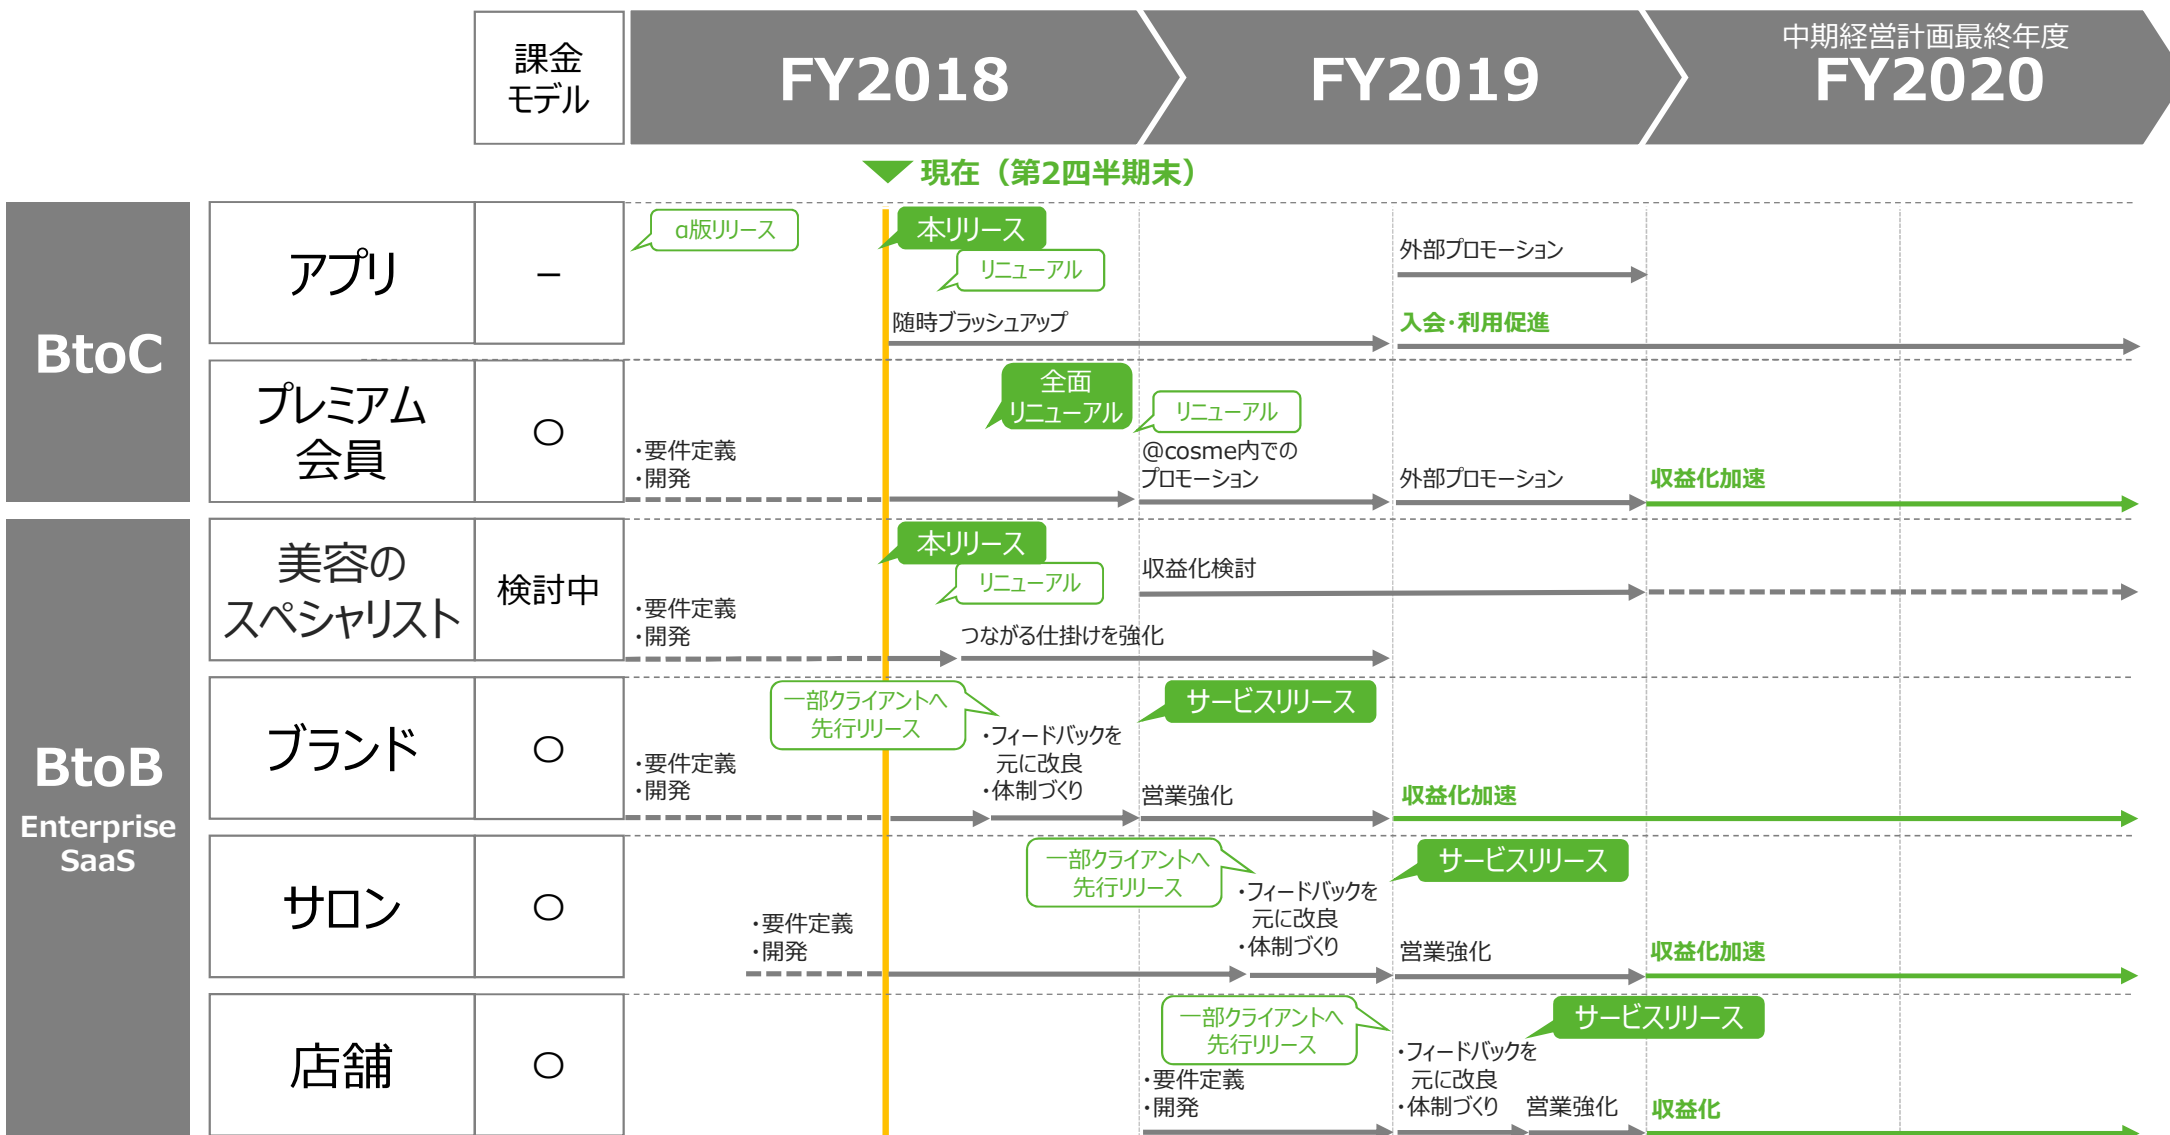 課金
モデル
FY2018
FY2019
中期経営計画最終年度
FY2020
現在（第2四半期末）
BtoC
アプリ
–
α版リリース
本リリース
リニューアル
随時ブラッシュアップ
外部プロモーション
入会・利用促進
プレミアム
会員
○
・要件定義
・開発
全面
リニューアル
リニューアル
@cosme内での
プロモーション
外部プロモーション
収益化加速
BtoB
Enterprise
SaaS
美容の
スペシャリスト
検討中
・要件定義
・開発
本リリース
リニューアル
つながる仕掛けを強化
収益化検討
ブランド
○
・要件定義
・開発
一部クライアントへ
先行リリース
・フィードバックを
元に改良
・体制づくり
サービスリリース
営業強化
収益化加速
サロン
○
・要件定義
・開発
一部クライアントへ
先行リリース
・フィードバックを
元に改良
・体制づくり
サービスリリース
営業強化
収益化加速
店舗
○
一部クライアントへ
先行リリース
・要件定義
・開発
・フィードバックを
元に改良
・体制づくり
サービスリリース
営業強化
収益化